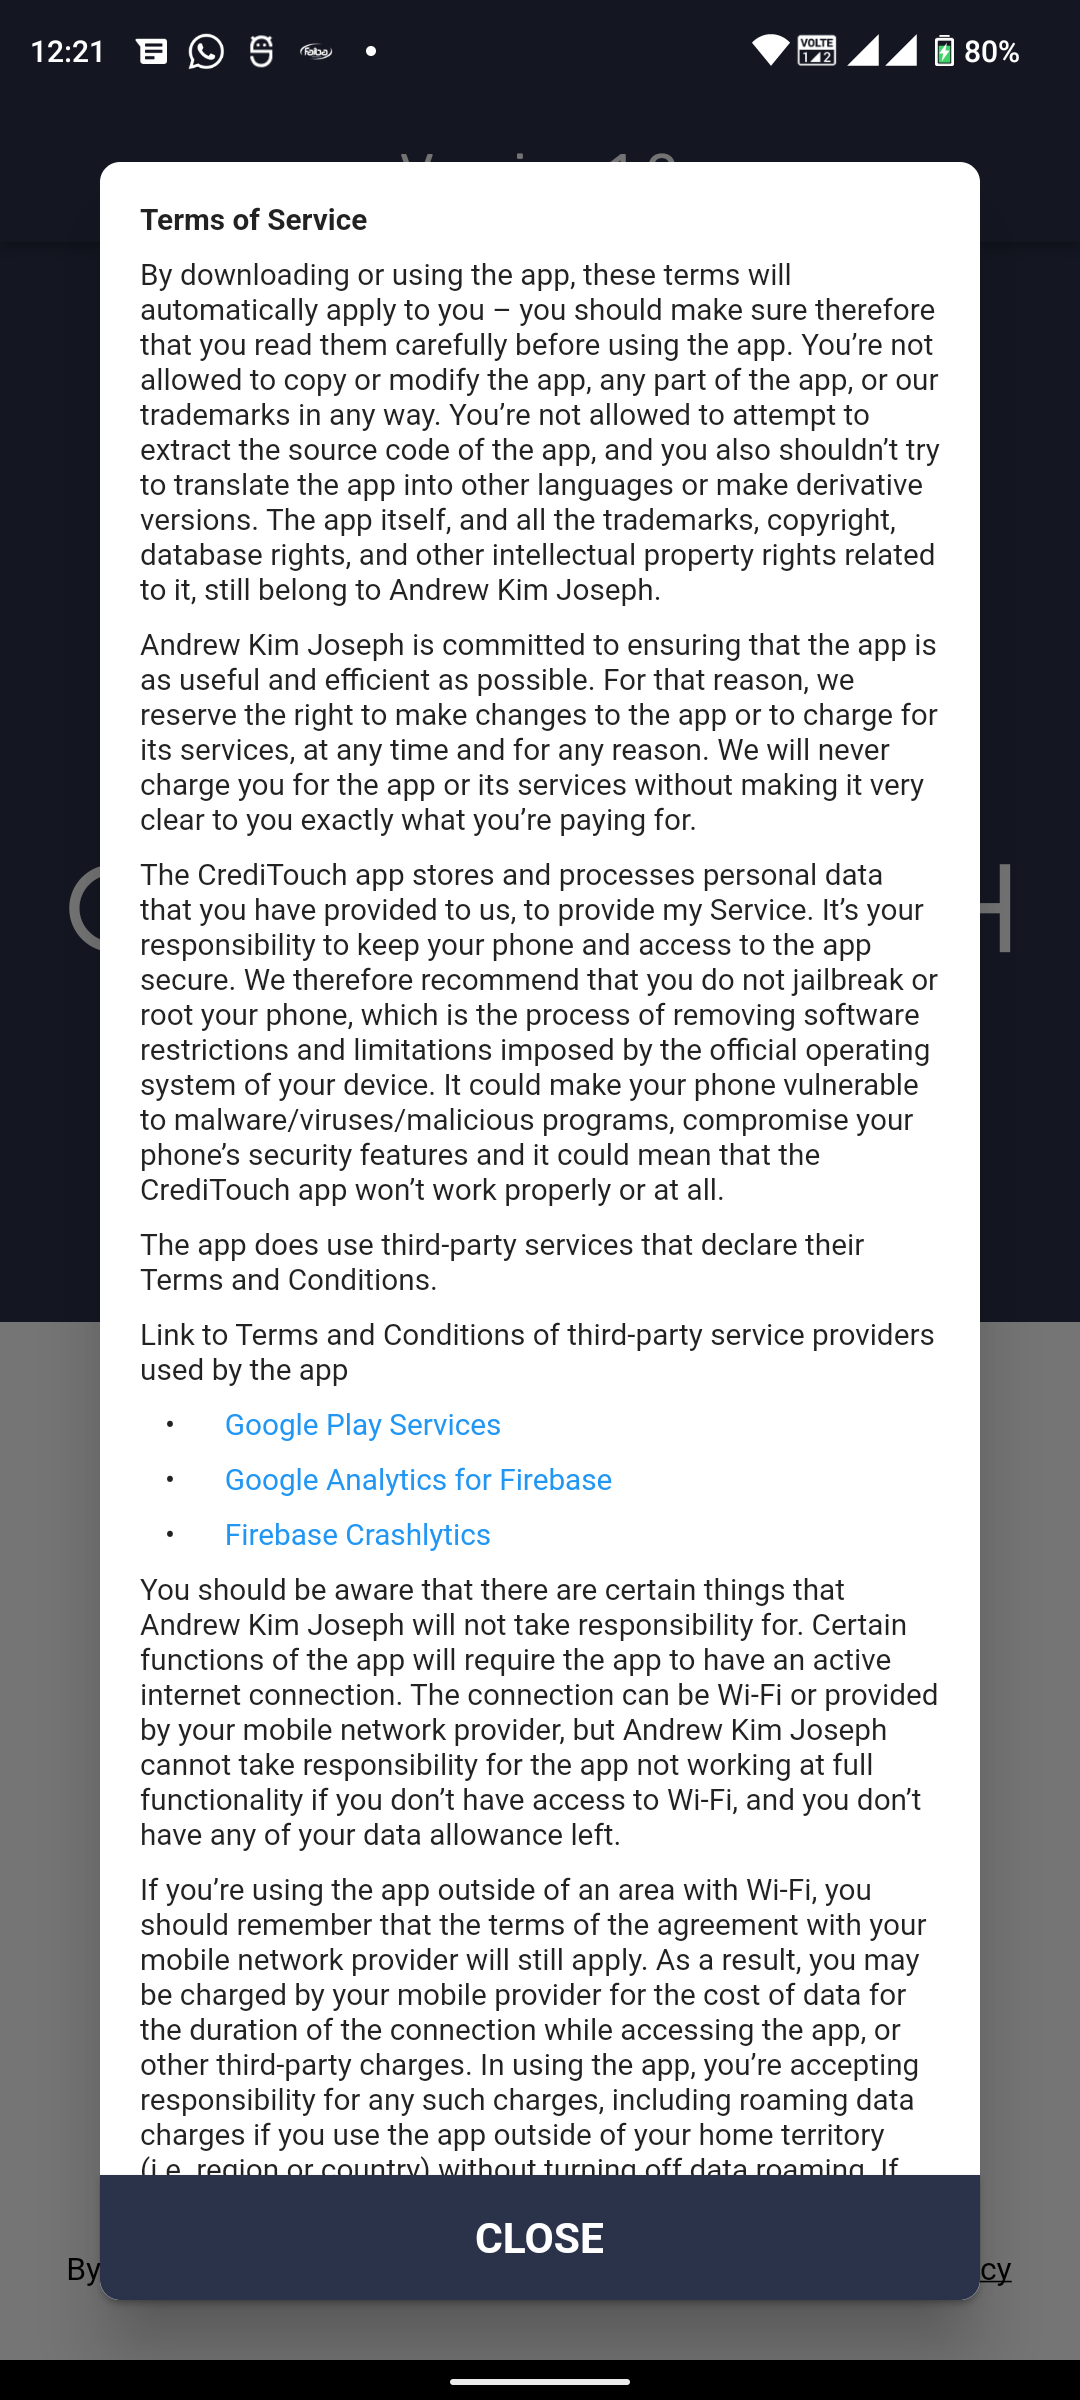 12:21
Faiba
VOLTE
1 2
80%
Terms of Service
By downloading or using the app, these terms will
automatically apply to you – you should make sure therefore
that you read them carefully before using the app. You’re not
allowed to copy or modify the app, any part of the app, or our
trademarks in any way. You’re not allowed to attempt to
extract the source code of the app, and you also shouldn’t try
to translate the app into other languages or make derivative
versions. The app itself, and all the trademarks, copyright,
database rights, and other intellectual property rights related
to it, still belong to Andrew Kim Joseph.
Andrew Kim Joseph is committed to ensuring that the app is
as useful and efficient as possible. For that reason, we
reserve the right to make changes to the app or to charge for
its services, at any time and for any reason. We will never
charge you for the app or its services without making it very
clear to you exactly what you’re paying for.
The CrediTouch app stores and processes personal data
that you have provided to us, to provide my Service. It’s your
responsibility to keep your phone and access to the app
secure. We therefore recommend that you do not jailbreak or
root your phone, which is the process of removing software
restrictions and limitations imposed by the official operating
system of your device. It could make your phone vulnerable
to malware/viruses/malicious programs, compromise your
phone’s security features and it could mean that the
CrediTouch app won’t work properly or at all.
The app does use third-party services that declare their
Terms and Conditions.
Link to Terms and Conditions of third-party service providers
used by the app
• Google Play Services
• Google Analytics for Firebase
• Firebase Crashlytics
You should be aware that there are certain things that
Andrew Kim Joseph will not take responsibility for. Certain
functions of the app will require the app to have an active
internet connection. The connection can be Wi-Fi or provided
by your mobile network provider, but Andrew Kim Joseph
cannot take responsibility for the app not working at full
functionality if you don’t have access to Wi-Fi, and you don’t
have any of your data allowance left.
If you’re using the app outside of an area with Wi-Fi, you
should remember that the terms of the agreement with your
mobile network provider will still apply. As a result, you may
be charged by your mobile provider for the cost of data for
the duration of the connection while accessing the app, or
other third-party charges. In using the app, you’re accepting
responsibility for any such charges, including roaming data
charges if you use the app outside of your home territory
(i.e. region or country) without turning off data roaming. If
CLOSE
By
cy